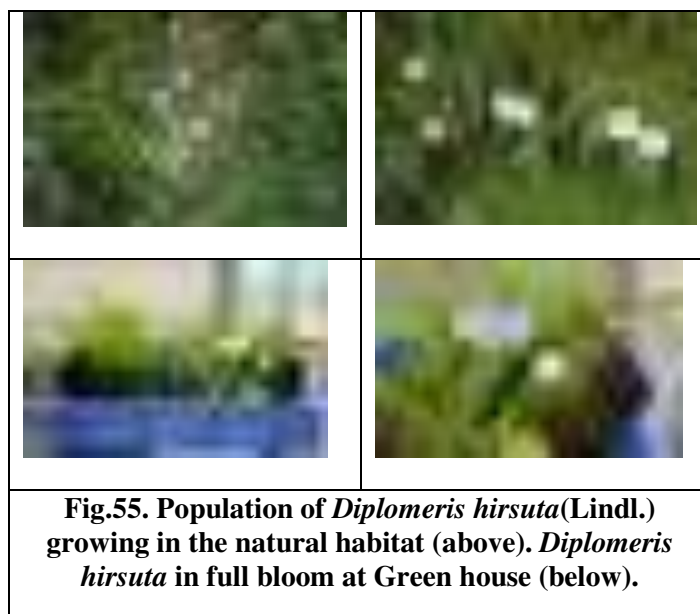 Fig.55. Population of Diplomeris hirsuta(Lindl.)
growing in the natural habitat (above). Diplomeris
hirsuta in full bloom at Green house (below).